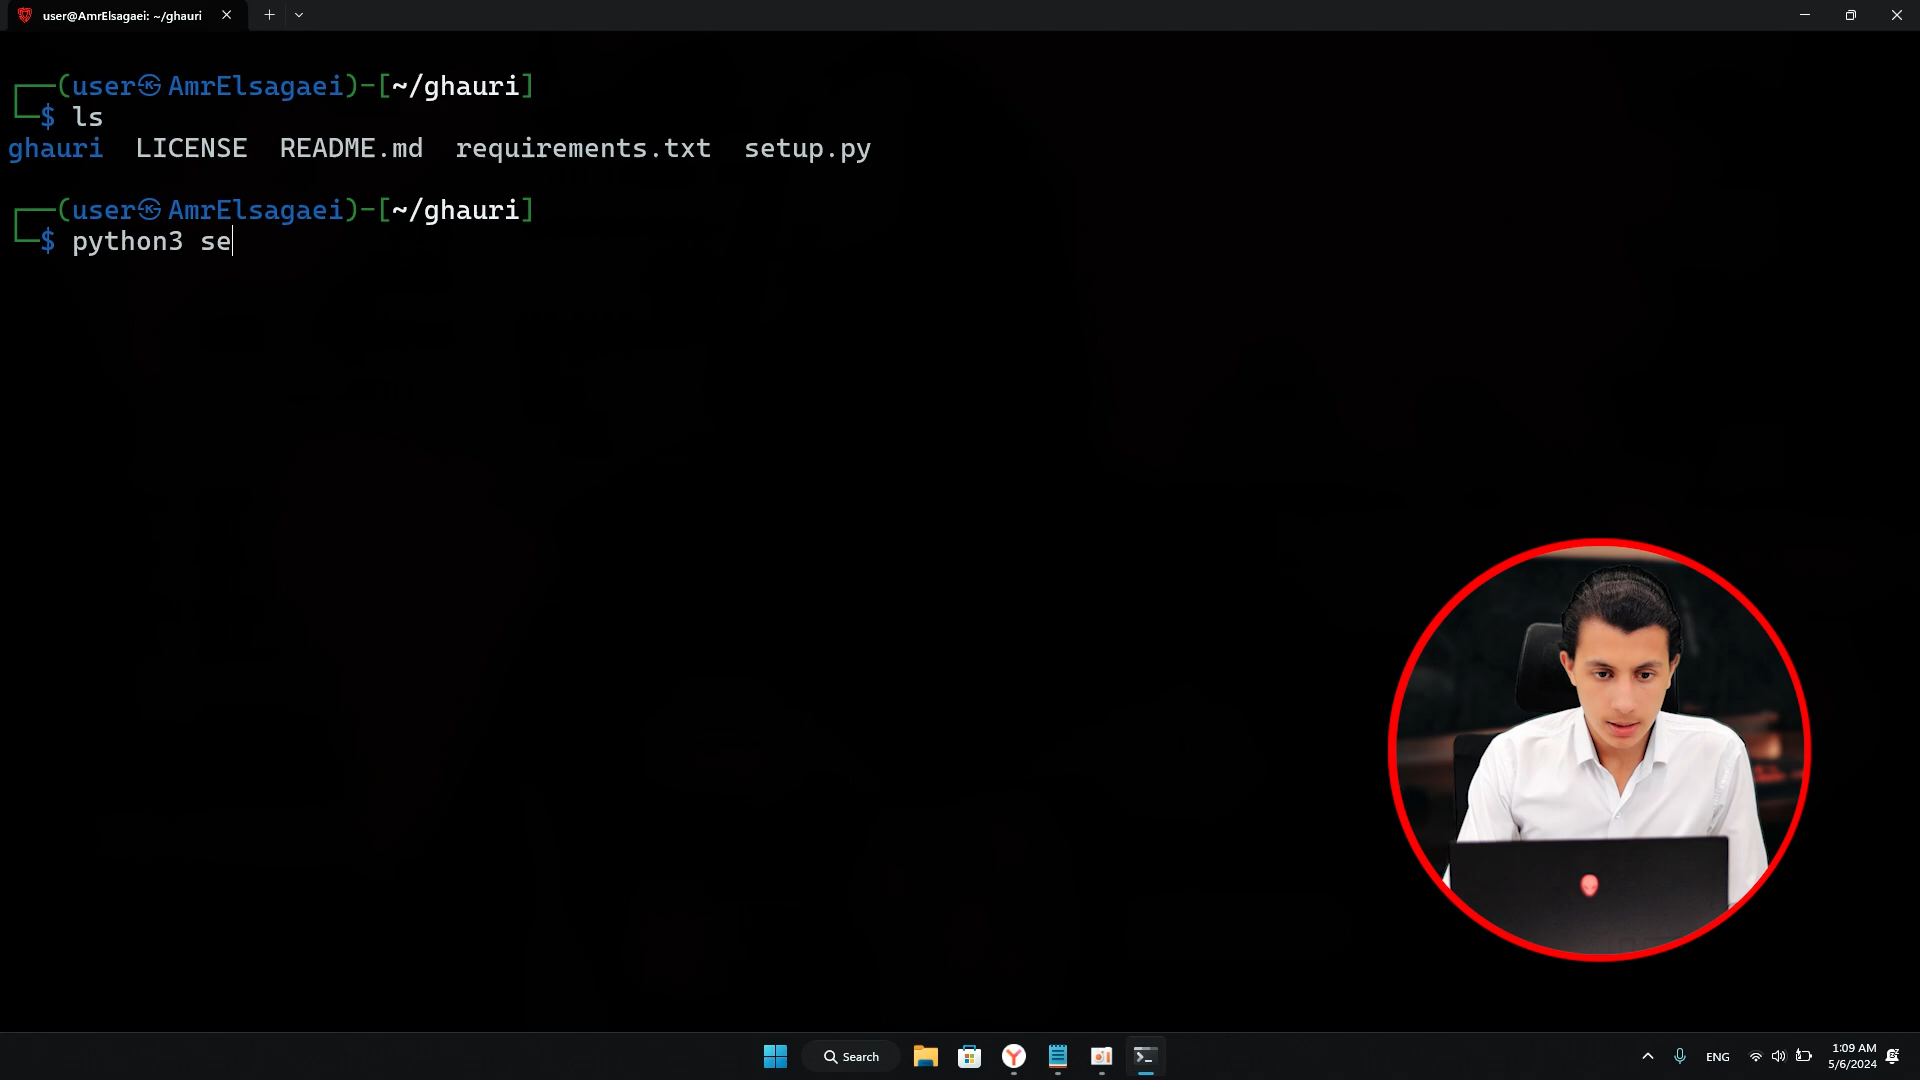 user@AmrElsagaei: ~/ghauri
(user㉿AmrElsagaei)-[~/ghauri]
$ ls
ghauri LICENSE README.md requirements.txt setup.py
(user㉿AmrElsagaei)-[~/ghauri]
$ python3 se
Search
ENG
1:09 AM
5/6/2024